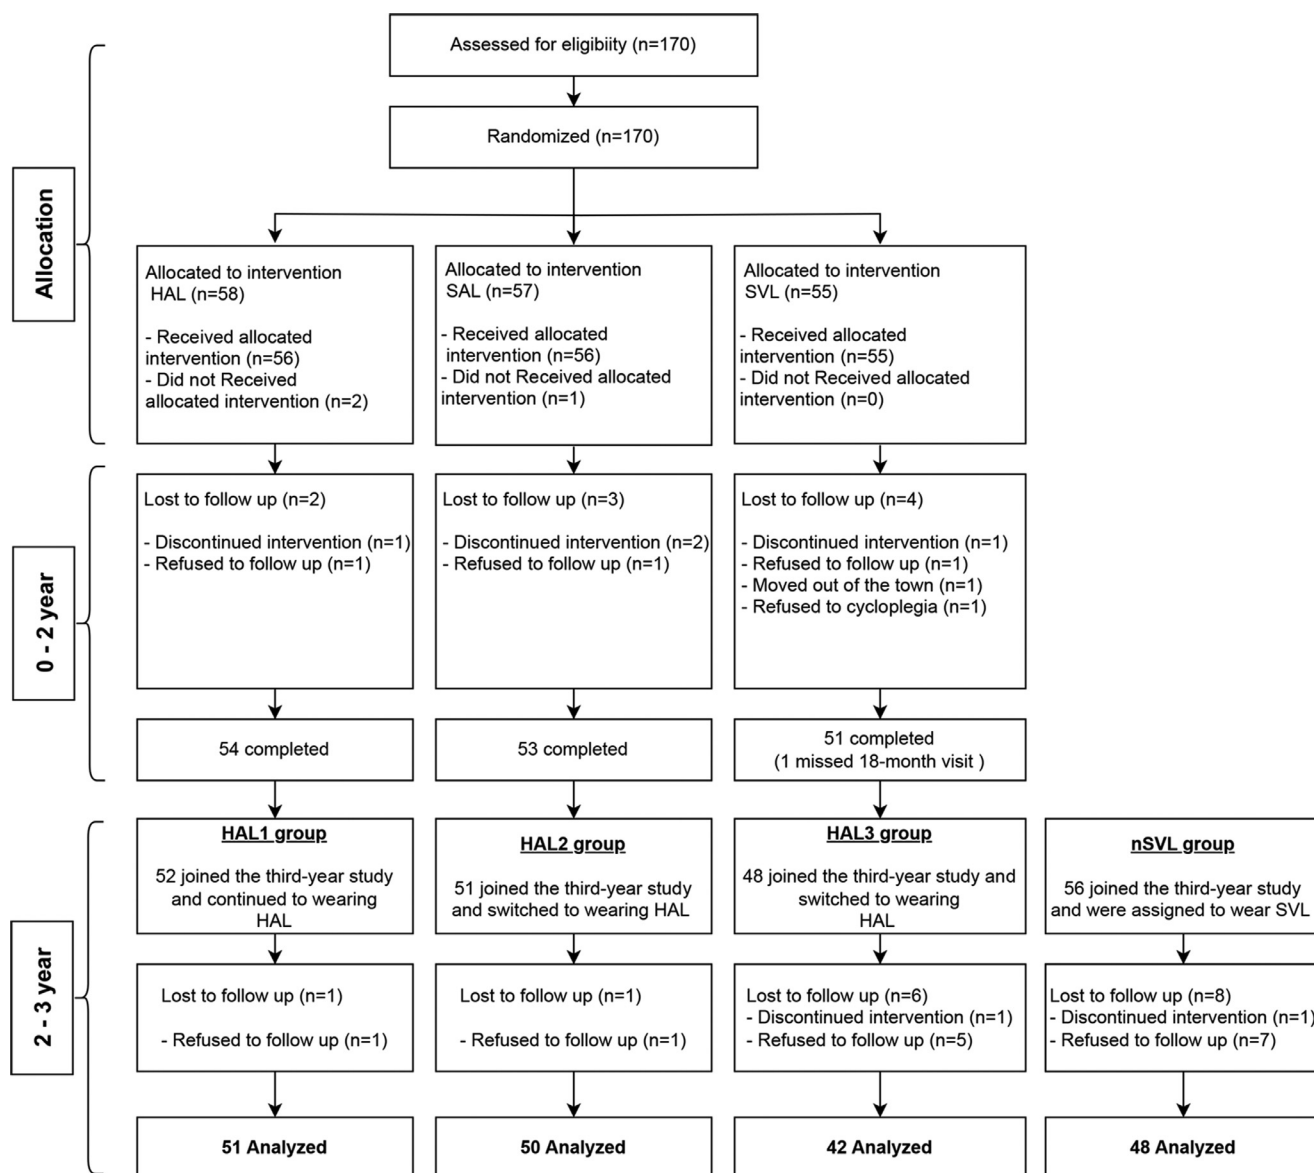 Assessed for eligibiity (n=170)
Randomized (n=170)
Allocation
Allocated to intervention
HAL (n=58)
- Received allocated
intervention (n=56)
- Did not Received
allocated intervention (n=2)
Allocated to intervention
SAL (n=57)
- Received allocated
intervention (n=56)
- Did not Received allocated
intervention (n=1)
Allocated to intervention
SVL (n=55)
- Received allocated
intervention (n=55)
- Did not Received allocated
intervention (n=0)
0 - 2 year
Lost to follow up (n=2)
- Discontinued intervention (n=1)
- Refused to follow up (n=1)
Lost to follow up (n=3)
- Discontinued intervention (n=2)
- Refused to follow up (n=1)
Lost to follow up (n=4)
- Discontinued intervention (n=1)
- Refused to follow up (n=1)
- Moved out of the town (n=1)
- Refused to cycloplegia (n=1)
54 completed
53 completed
51 completed
(1 missed 18-month visit )
2 - 3 year
HAL1 group
52 joined the third-year study
and continued to wearing
HAL
HAL2 group
51 joined the third-year study
and switched to wearing HAL
HAL3 group
48 joined the third-year study and
switched to wearing
HAL
nSVL group
56 joined the third-year study
and were assigned to wear SVL
Lost to follow up (n=1)
- Refused to follow up (n=1)
Lost to follow up (n=1)
- Refused to follow up (n=1)
Lost to follow up (n=6)
- Discontinued intervention (n=1)
- Refused to follow up (n=5)
Lost to follow up (n=8)
- Discontinued intervention (n=1)
- Refused to follow up (n=7)
51 Analyzed
50 Analyzed
42 Analyzed
48 Analyzed